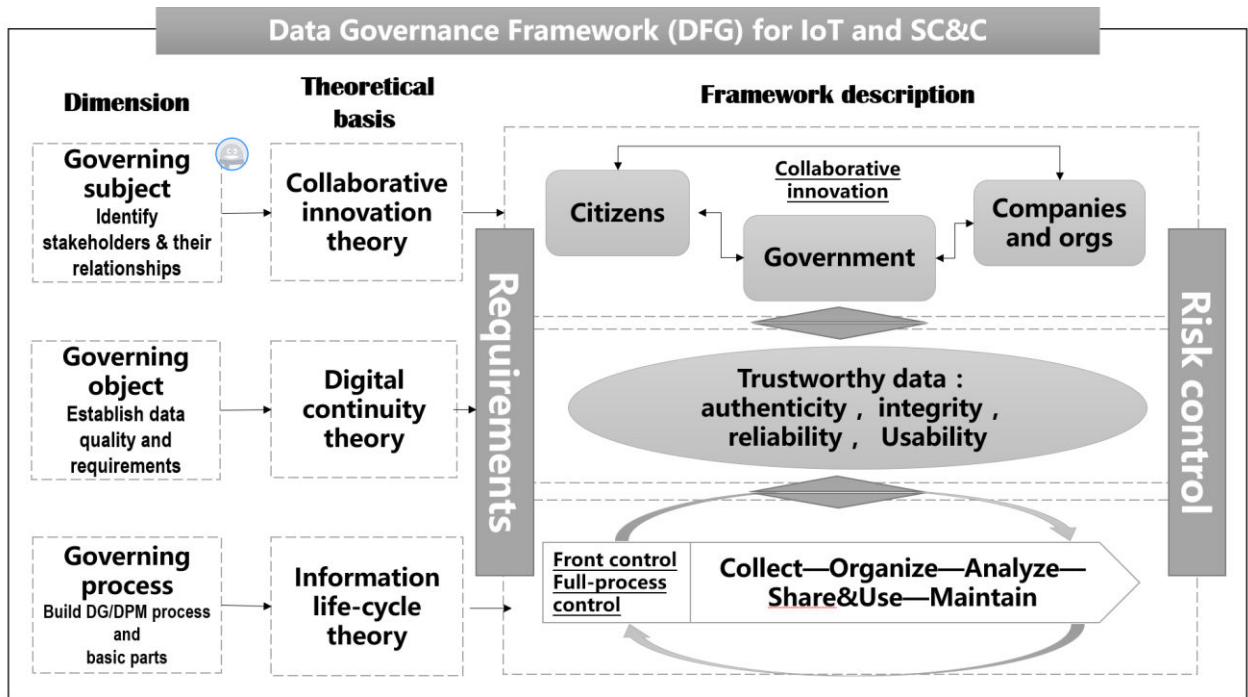 Data Governance Framework (DFG) for IoT and SC&C
Dimension
Theoretical
basis
Framework description
Governing
subject
Identify
stakeholders & their
relationships
Collaborative
innovation
theory
Citizens
Collaborative
innovation
Government
Companies
and orgs
Governing
object
Establish data
quality and
requirements
Digital
continuity
theory
Requirements
Trustworthy data：
authenticity，integrity，
reliability， Usability
Risk control
Governing
process
Build DG/DPM process
and
basic parts
Information
life-cycle
theory
Front control
Full-process
control
Collect—Organize—Analyze—
Share&Use—Maintain